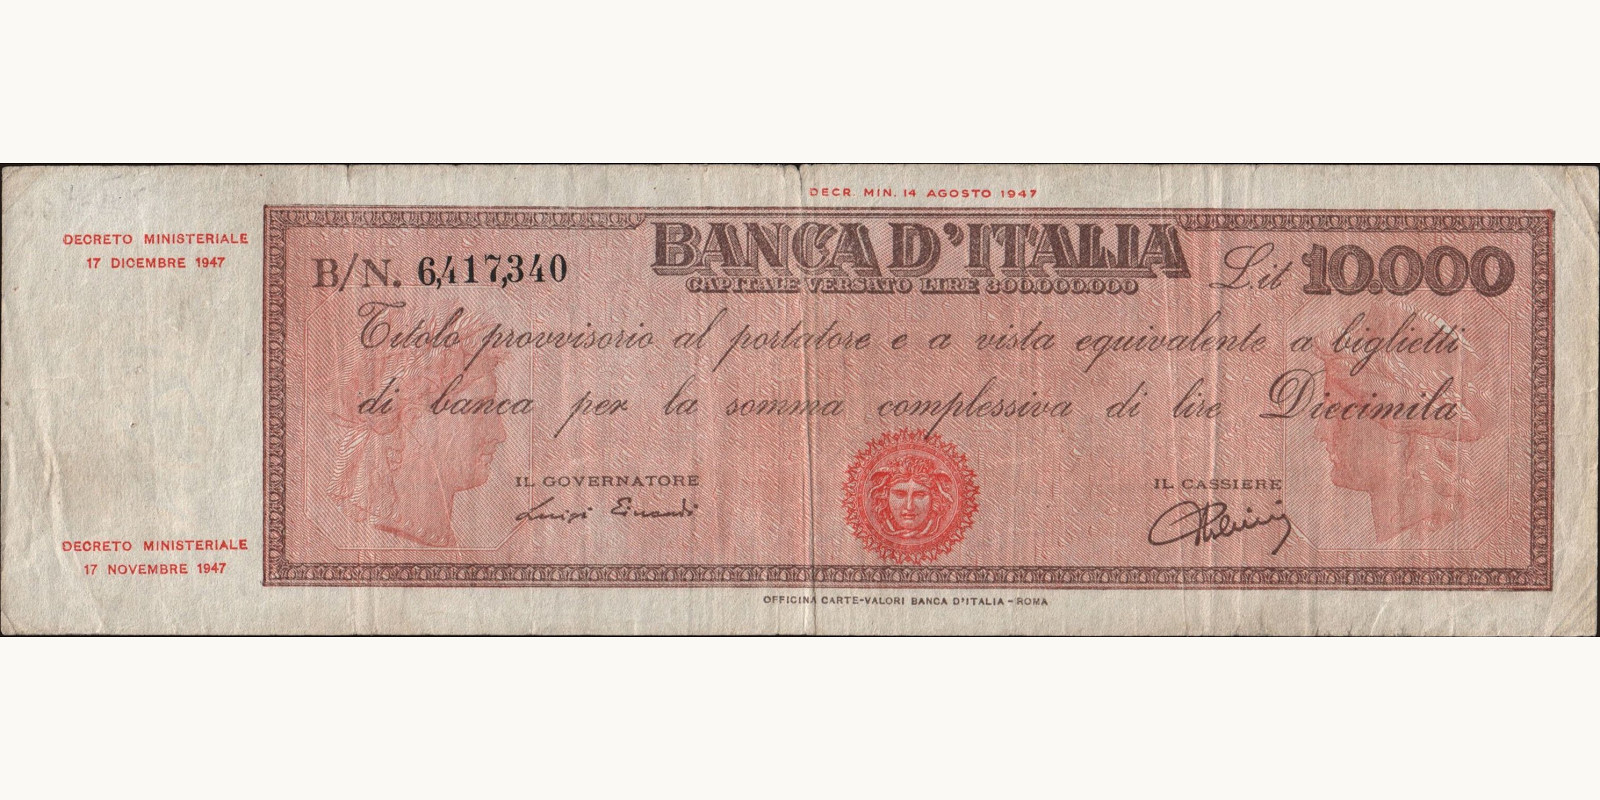 DECR. MIN. 14 AGOSTO 1947
DECRETO MINISTERIALE
17 DICEMBRE 1947
BANCA D'ITALIA
CAPITALE VERSATO LIRE 300.000.000
B/N. 6,417,340
L.it 10.000
Titolo provvisorio al portatore e a vista equivalente a biglietti
di banca per la somma complessiva di lire Diecimila
IL GOVERNATORE
Luigi Einaudi
IL CASSIERE
DECRETO MINISTERIALE
17 NOVEMBRE 1947
OFFICINA CARTE-VALORI BANCA D'ITALIA - ROMA